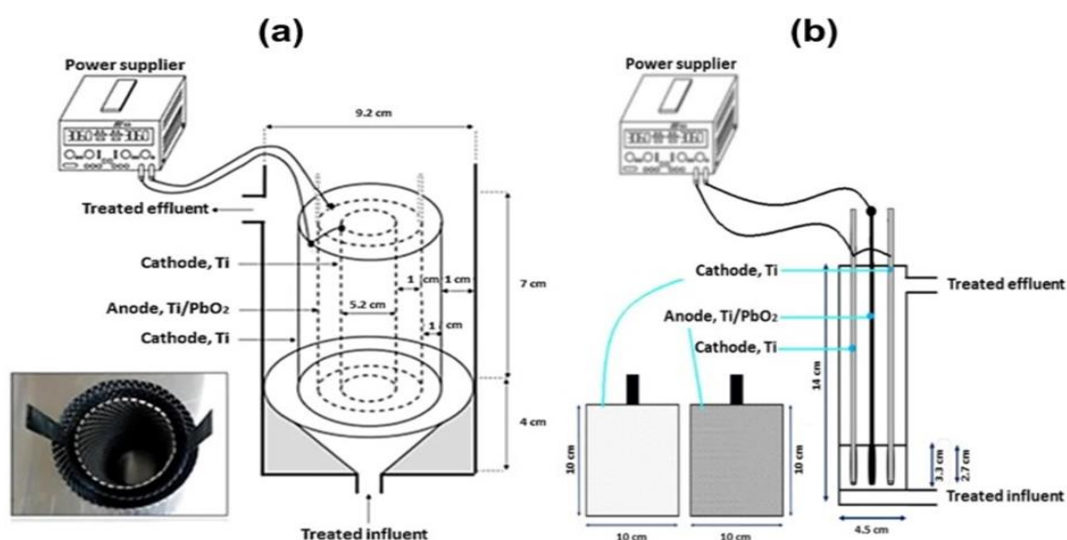 (a)
Power supplier
9.2 cm
Treated effluent
Cathode, Ti
1 cm
1 cm
7 cm
Anode, Ti/PbO₂
5.2 cm
Cathode, Ti
1 cm
4 cm
Treated influent
(b)
Power supplier
Cathode, Ti
Treated effluent
Anode, Ti/PbO₂
Cathode, Ti
14 cm
10 cm
10 cm
3.3 cm
2.7 cm
Treated influent
4.5 cm
10 cm
10 cm